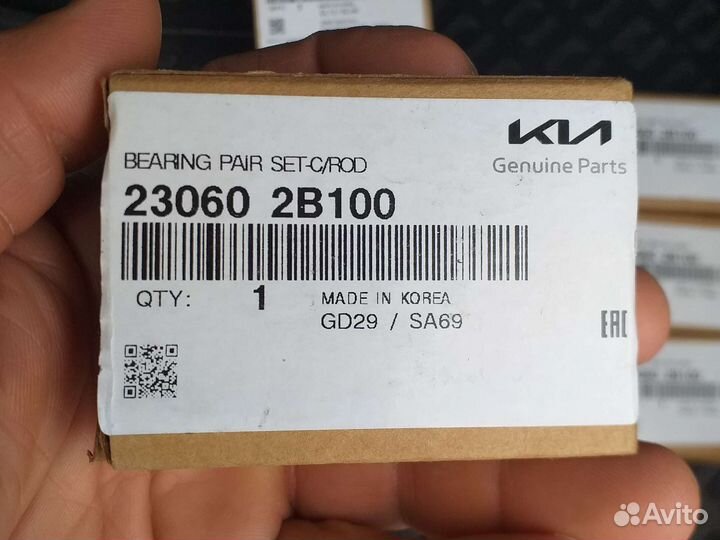 KIA
Genuine Parts
BEARING PAIR SET-C/ROD
23060 2B100
QTY: 1 MADE IN KOREA
GD29 / SA69
EAC
Avito